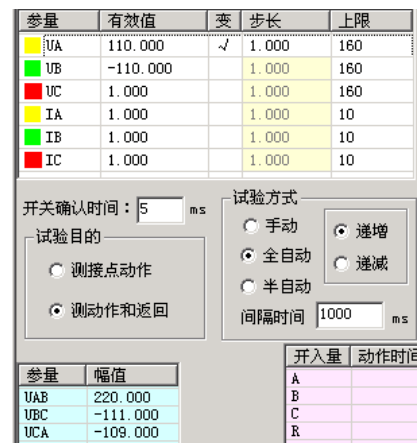 参量 有效值 变 步长 上限
UA 110.000 √ 1.000 160
UB -110.000 1.000 160
UC 1.000 1.000 160
IA 1.000 1.000 10
IB 1.000 1.000 10
IC 1.000 1.000 10
开关确认时间： 5 ms
试验目的
测接点动作
测动作和返回
试验方式
手动
全自动
半自动
递增
递减
间隔时间 1000 ms
参量 幅值
UAB 220.000
UBC -111.000
UCA -109.000
开入量 动作时间
A
B
C
R